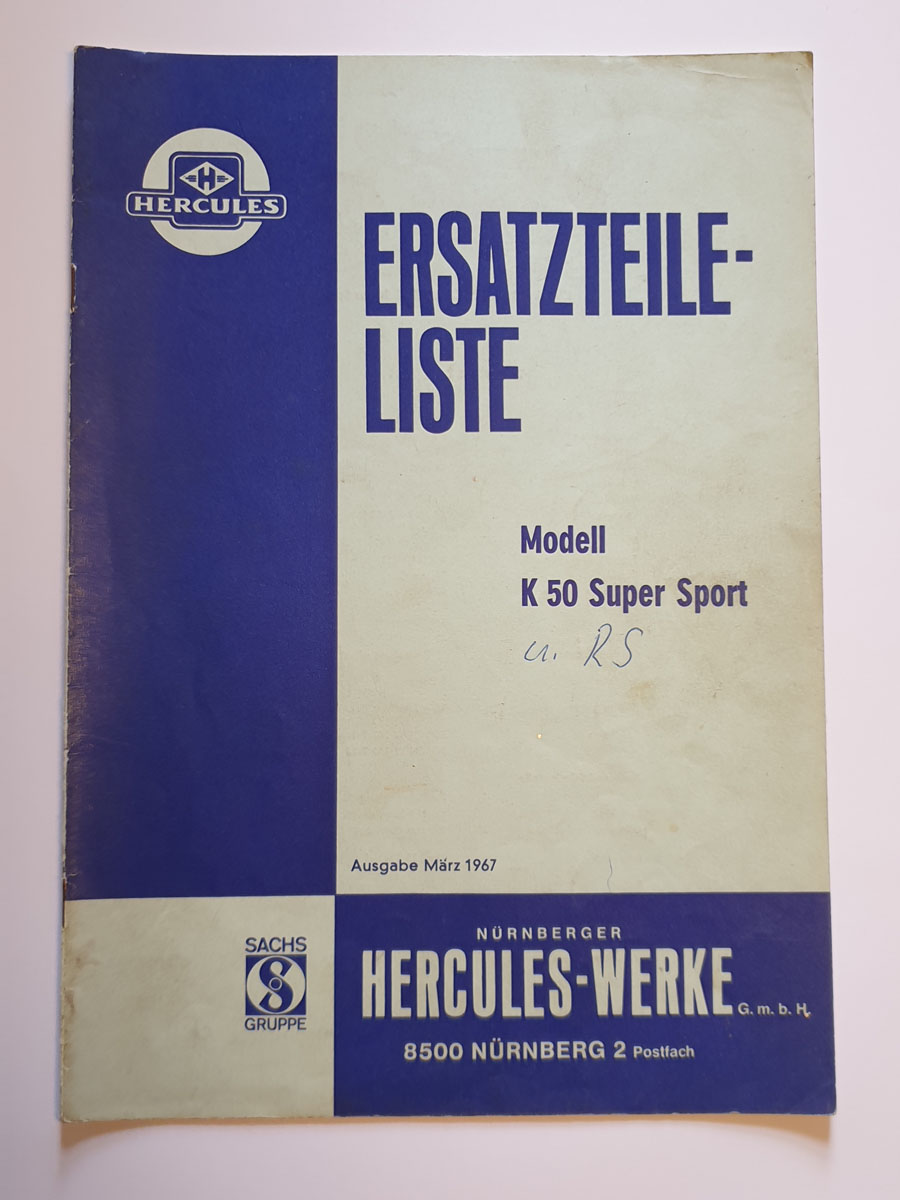 H
HERCULES
ERSATZTEILE-
LISTE
Modell
K 50 Super Sport
u. RS
Ausgabe März 1967
SACHS
GRUPPE
NÜRNBERGER
HERCULES-WERKE G. m. b. H.
8500 NÜRNBERG 2 Postfach